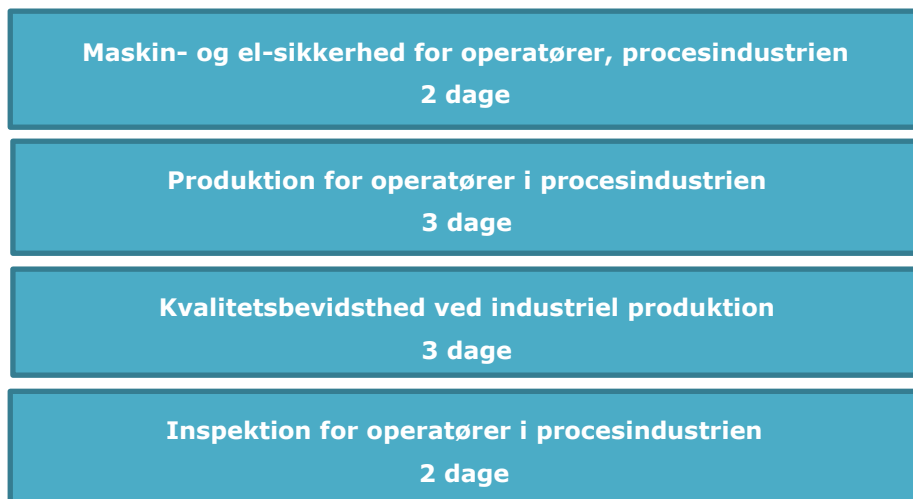 Maskin- og el-sikkerhed for operatører, procesindustrien
2 dage
Produktion for operatører i procesindustrien
3 dage
Kvalitetsbevidsthed ved industriel produktion
3 dage
Inspektion for operatører i procesindustrien
2 dage